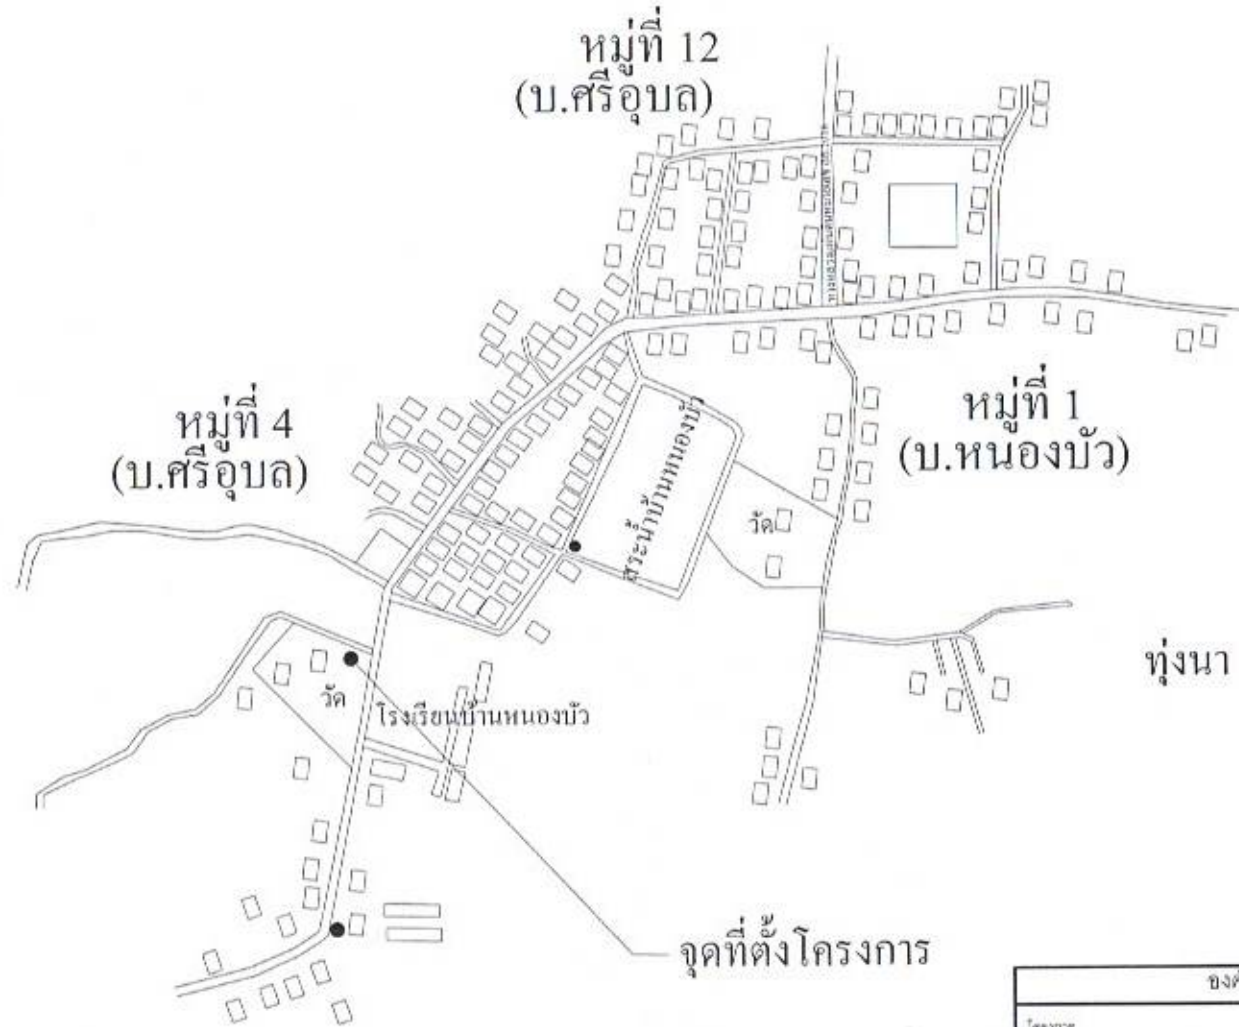 หมู่ที่ 12
(บ.ศรีอุบล)
หมู่ที่ 4
(บ.ศรีอุบล)
หมู่ที่ 1
(บ.หนองบัว)
สระน้ำบ้านหนองบัว
วัด
ทุ่งนา
วัด
โรงเรียนบ้านหนองบัว
จุดที่ตั้งโครงการ